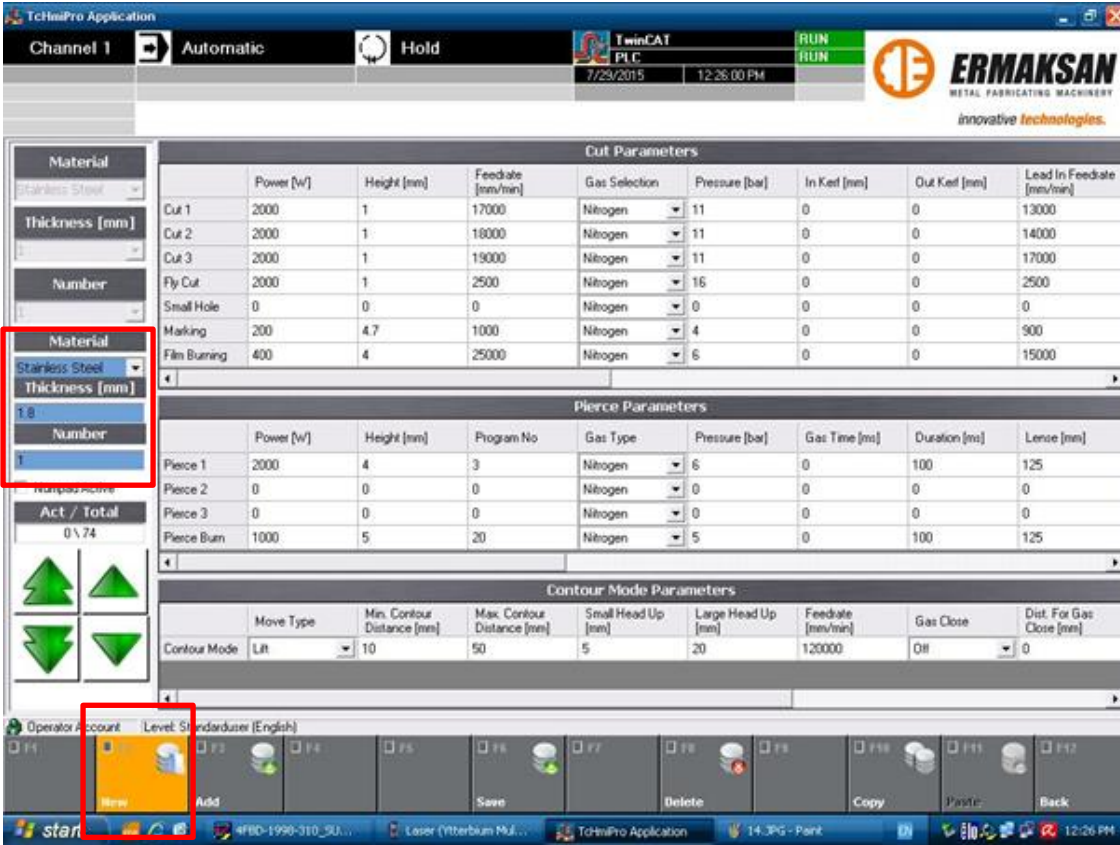 TcHmiPro Application
Channel 1 Automatic Hold TwinCAT RUN
PLC RUN
7/29/2015 12:26:00 PM
ERMAKSAN
METAL FABRICATING MACHINERY
innovative technologies.
Material
Stainless Steel
Thickness [mm]
1
Number
1
Material
Stainless Steel
Thickness [mm]
1.8
Number
1
Numpad Active
Act / Total
0 \ 74
Cut Parameters
Power [W] Height [mm] Feedrate [mm/min] Gas Selection Pressure [bar] In Kerf [mm] Out Kerf [mm] Lead In Feedrate [mm/min]
Cut 1 2000 1 17000 Nitrogen 11 0 0 13000
Cut 2 2000 1 18000 Nitrogen 11 0 0 14000
Cut 3 2000 1 19000 Nitrogen 11 0 0 17000
Fly Cut 2000 1 2500 Nitrogen 16 0 0 2500
Small Hole 0 0 0 Nitrogen 0 0 0 0
Marking 200 4.7 1000 Nitrogen 4 0 0 900
Film Burning 400 4 25000 Nitrogen 6 0 0 15000
Pierce Parameters
Power [W] Height [mm] Program No Gas Type Pressure [bar] Gas Time [ms] Duration [ms] Lense [mm]
Pierce 1 2000 4 3 Nitrogen 6 0 100 125
Pierce 2 0 0 0 Nitrogen 0 0 0 0
Pierce 3 0 0 0 Nitrogen 0 0 0 0
Pierce Burn 1000 5 20 Nitrogen 5 0 100 125
Contour Mode Parameters
Move Type Min. Contour Distance [mm] Max. Contour Distance [mm] Small Head Up [mm] Large Head Up [mm] Feedrate [mm/min] Gas Close Dist. For Gas Close [mm]
Contour Mode Lift 10 50 5 20 120000 Off 0
Operator Account Level: Standarduser (English)
F1 F3 F4 F5 F6 F7 F8 F9 F10 F11 F12
New Add Save Delete Copy Paste Back
start 4FBD-1998-310_SU... Laser (Ytterbium Mul... TcHmiPro Application 14.JPG - Paint EN 12:26 PM